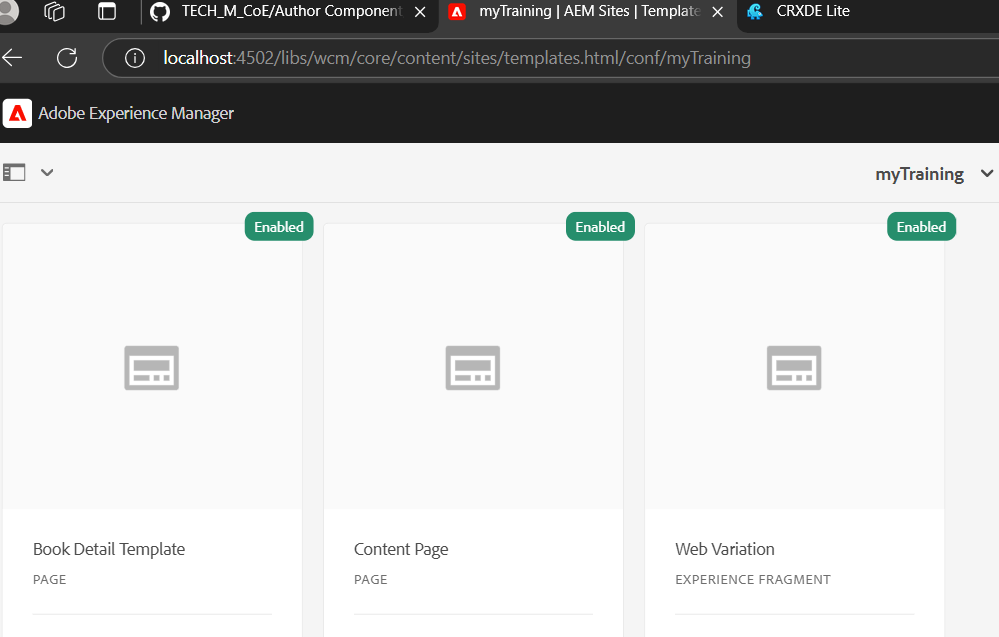 TECH_M_CoE/Author Component
myTraining | AEM Sites | Template
CRXDE Lite
localhost:4502/libs/wcm/core/content/sites/templates.html/conf/myTraining
Adobe Experience Manager
myTraining
Enabled
Enabled
Enabled
Book Detail Template
PAGE
Content Page
PAGE
Web Variation
EXPERIENCE FRAGMENT